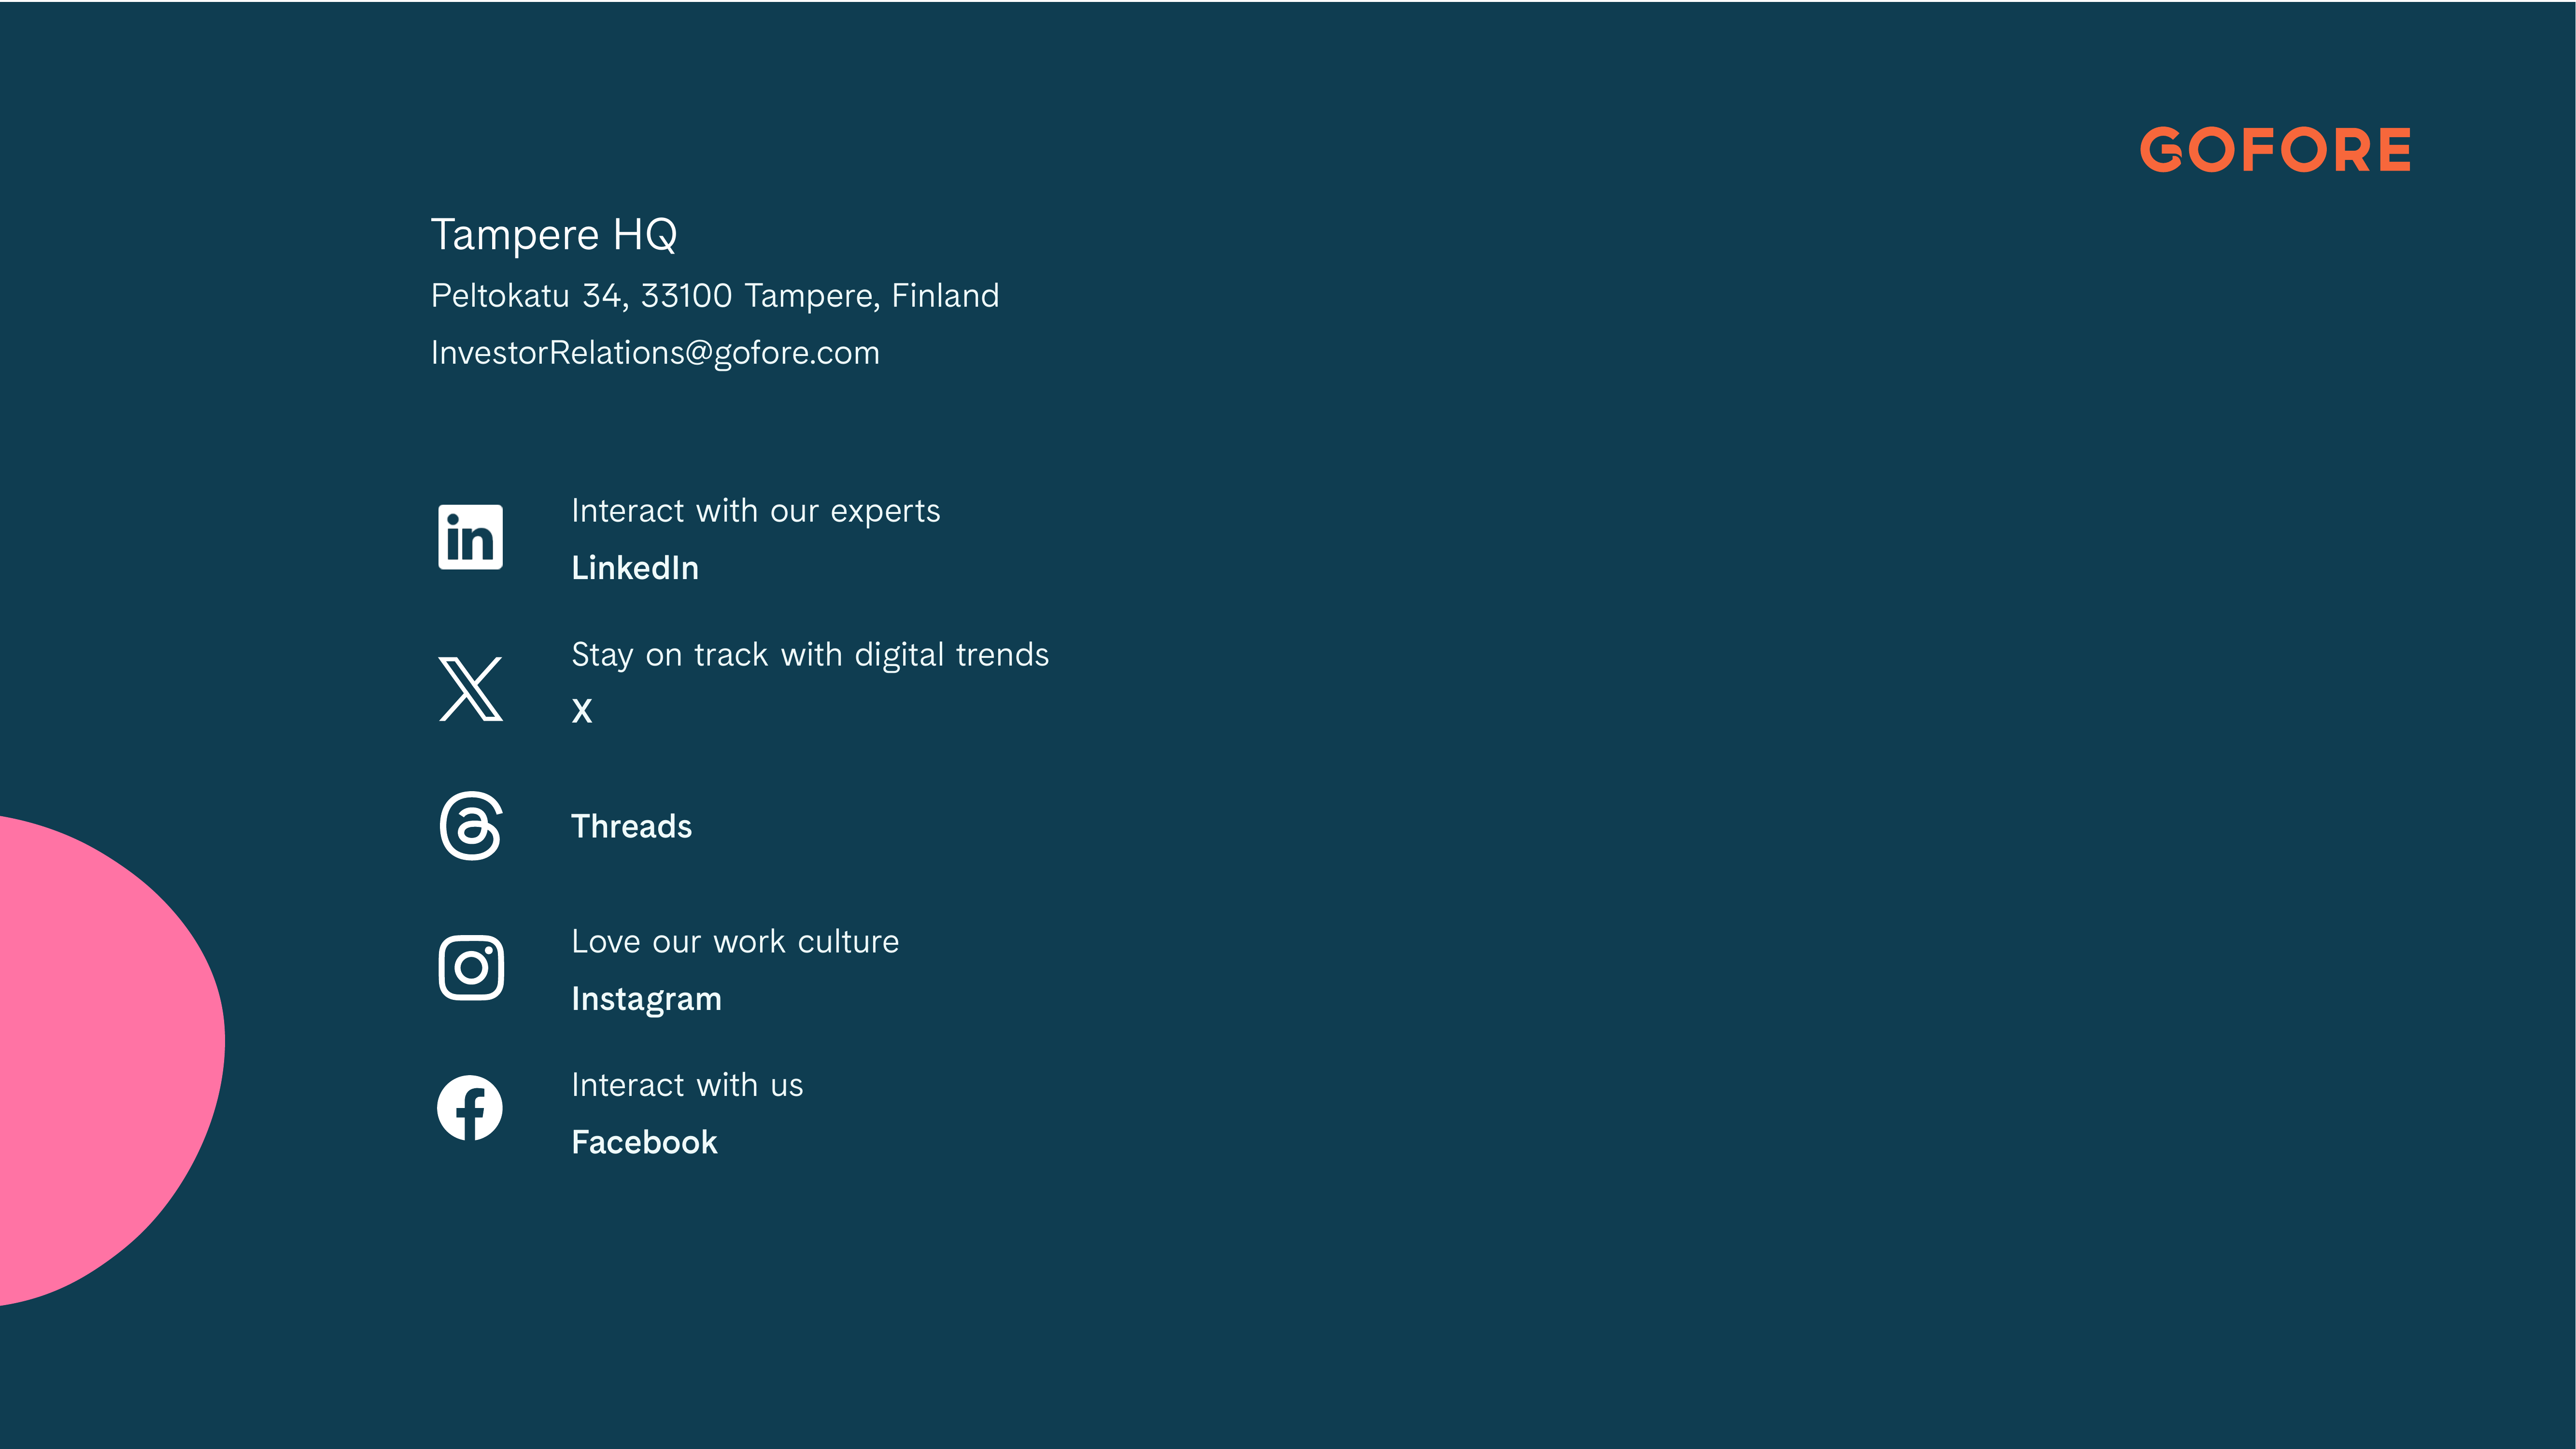 GOFORE
Tampere HQ
Peltokatu 34, 33100 Tampere, Finland
InvestorRelations@gofore.com
Interact with our experts
LinkedIn
Stay on track with digital trends
X
Threads
Love our work culture
Instagram
Interact with us
Facebook